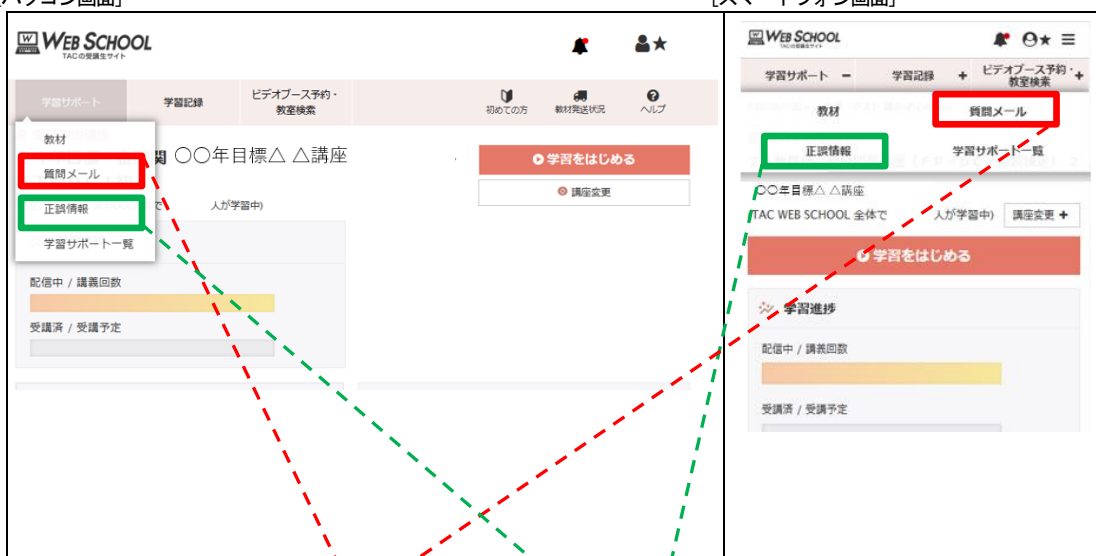 [パソコン画面]
[スマートフォン画面]
WEB SCHOOL
TACの受講生サイト
学習サポート
学習記録
ビデオブース予約・
教室検索
初めての方
教材発送状況
ヘルプ
教材
質問メール
正誤情報
学習サポート一覧
関 〇〇年目標△ △講座
で 人が学習中)
学習をはじめる
講座変更
配信中 / 講義回数
受講済 / 受講予定
WEB SCHOOL
TACの受講生サイト
学習サポート −
学習記録 +
ビデオブース予約・
教室検索 +
教材
質問メール
正誤情報
学習サポート一覧
〇〇年目標△ △講座
TAC WEB SCHOOL 全体で 人が学習中)
講座変更 +
学習をはじめる
学習進捗
配信中 / 講義回数
受講済 / 受講予定